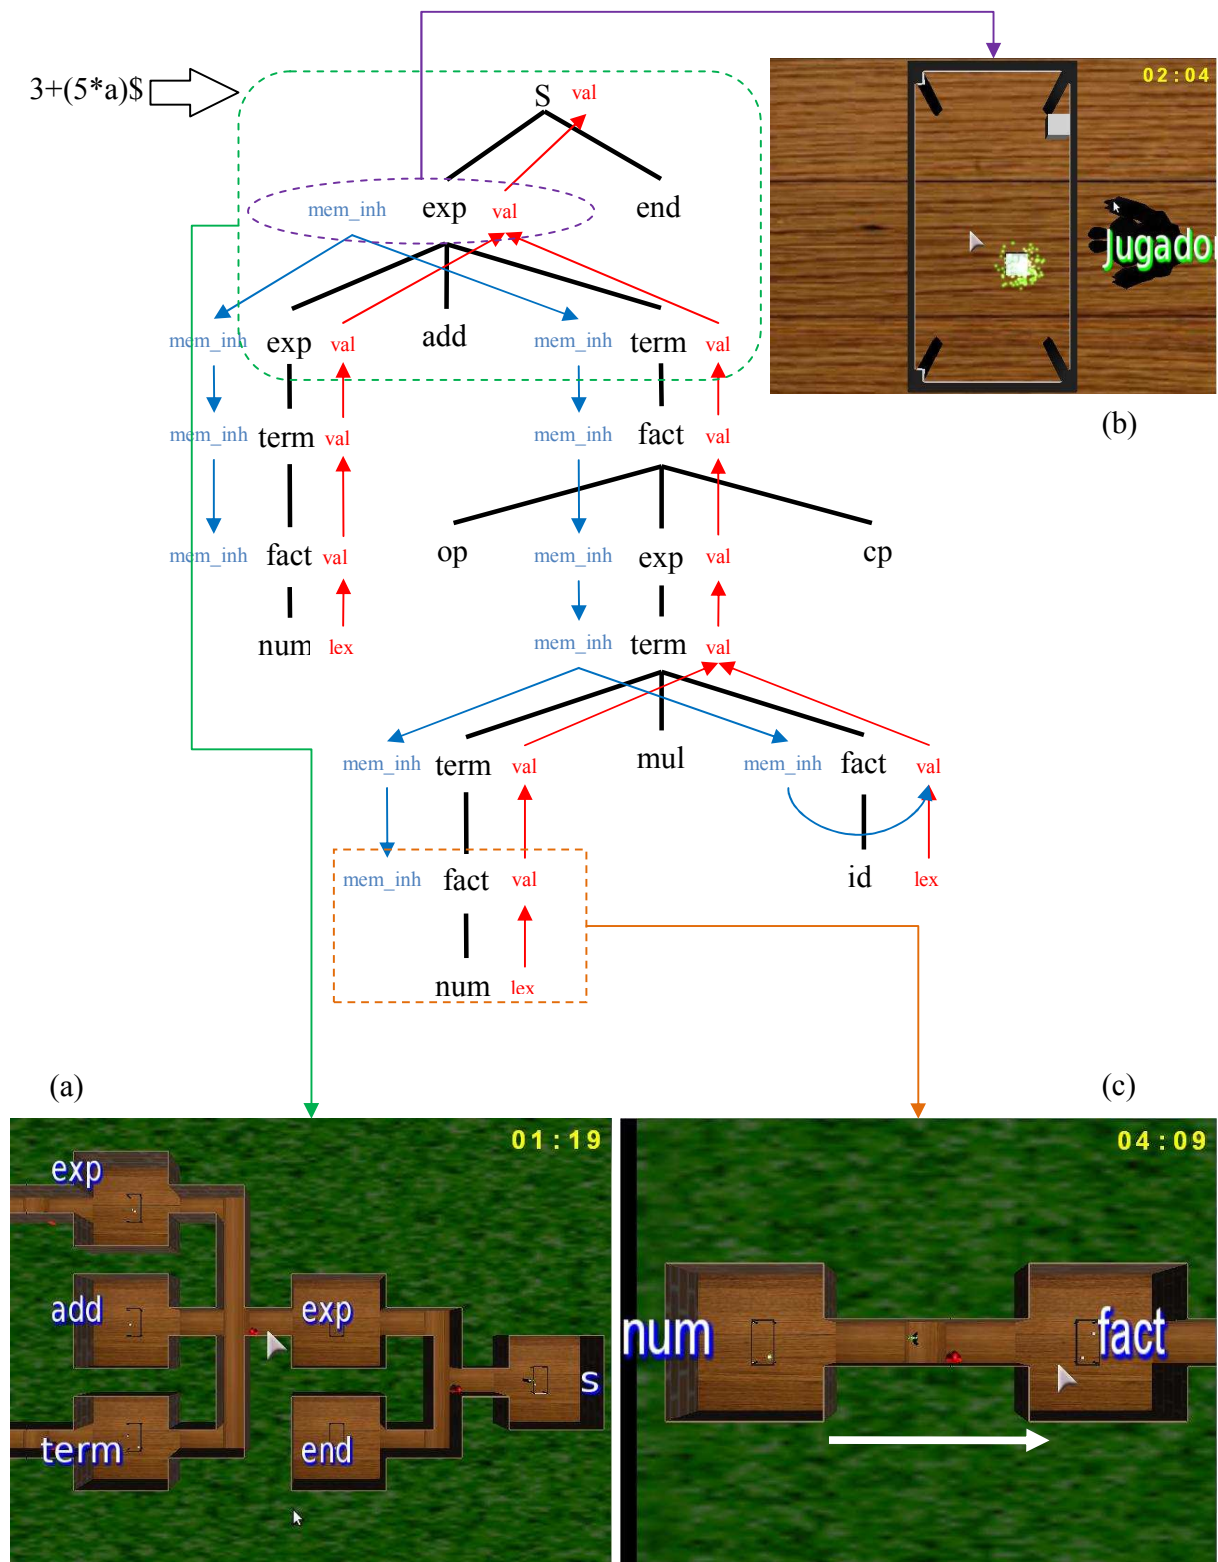 3+(5*a)$
S val
02:04
mem_inh exp val end
Jugador
mem_inh exp val add mem_inh term val
(b)
mem_inh term val mem_inh fact val
mem_inh fact val op mem_inh exp val cp
num lex mem_inh term val
mem_inh term val mul mem_inh fact val
mem_inh fact val id lex
num lex
(a) (c)
01:19
04:09
exp
add exp
num fact
s
term end